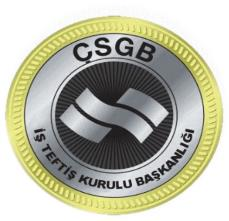 ÇSGB
İŞ TEFTİŞ KURULU BAŞKANLIĞI